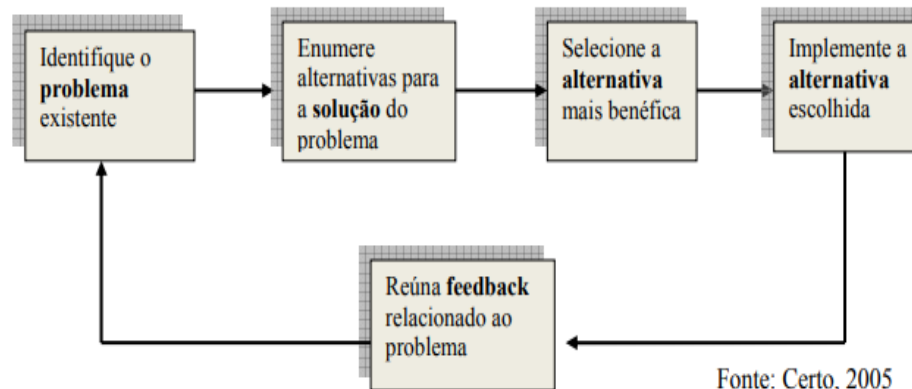 Identifique o
problema
existente
Enumere
alternativas para
a solução do
problema
Selecione a
alternativa
mais benéfica
Implemente a
alternativa
escolhida
Reúna feedback
relacionado ao
problema
Fonte: Certo, 2005